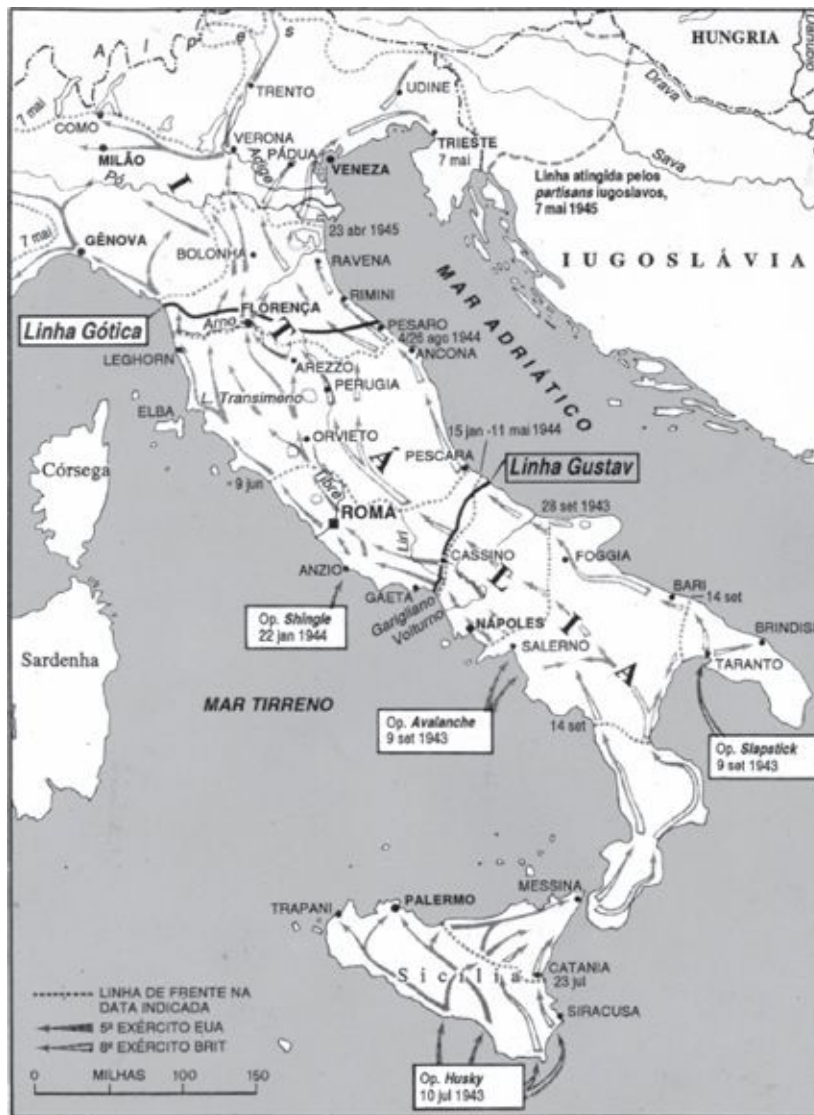 HUNGRIA
Danúbio
A l p e s
Drava
Sava
7 mai
COMO
MILÃO
TRENTO
UDINE
VERONA
PÁDUA
Adige
VENEZA
TRIESTE
7 mai
Linha atingida pelos
partisans iugoslavos,
7 mai 1945
IUGOSLÁVIA
Pó
7 mai
GÊNOVA
BOLONHA
23 abr 1945
RAVENA
RIMINI
MAR ADRIÁTICO
Linha Gótica
FLORENÇA
Arno
PESARO
4/26 ago 1944
ANCONA
LEGHORN
AREZZO
PERUGIA
L. Transimeno
ELBA
ORVIETO
Córsega
15 jan -11 mai 1944
PESCARA
Linha Gustav
9 jun
Tibre
ROMA
Liri
28 set 1943
CASSINO
FOGGIA
ANZIO
GAETA
Garigliano
Volturno
NÁPOLES
BARI
14 set
BRINDISI
Op. Shingle
22 jan 1944
SALERNO
TARANTO
I T Á L I A
Sardenha
MAR TIRRENO
Op. Avalanche
9 set 1943
14 set
Op. Slapstick
9 set 1943
MESSINA
TRAPANI
PALERMO
Sicília
CATANIA
23 jul
SIRACUSA
LINHA DE FRENTE NA
DATA INDICADA
5º EXÉRCITO EUA
8º EXÉRCITO BRIT
0 MILHAS 100 150
Op. Husky
10 jul 1943